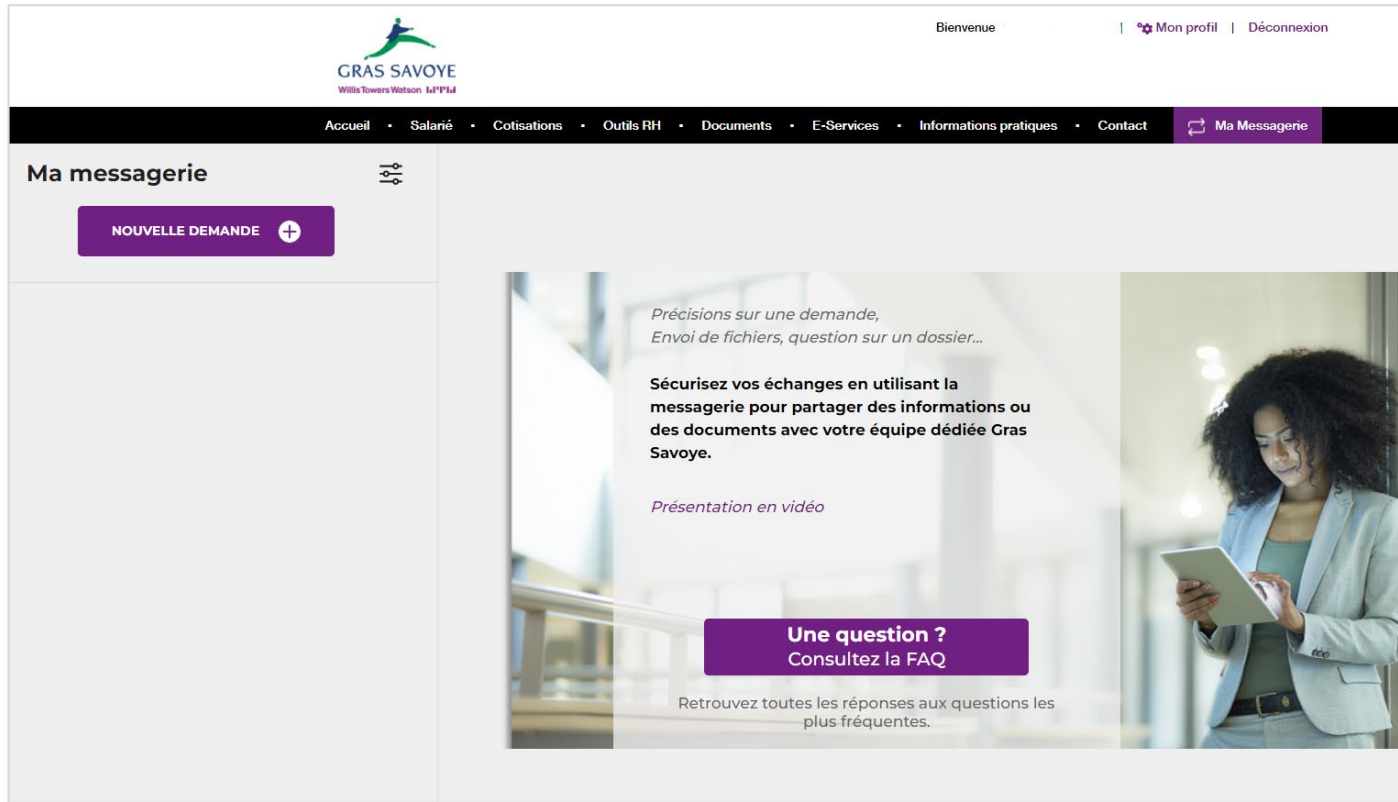 Bienvenue | Mon profil | Déconnexion
GRAS SAVOYE
WillisTowersWatson
Accueil · Salarié · Cotisations · Outils RH · Documents · E-Services · Informations pratiques · Contact Ma Messagerie
Ma messagerie
NOUVELLE DEMANDE
Précisions sur une demande,
Envoi de fichiers, question sur un dossier...
Sécurisez vos échanges en utilisant la
messagerie pour partager des informations ou
des documents avec votre équipe dédiée Gras
Savoye.
Présentation en vidéo
Une question ?
Consultez la FAQ
Retrouvez toutes les réponses aux questions les
plus fréquentes.